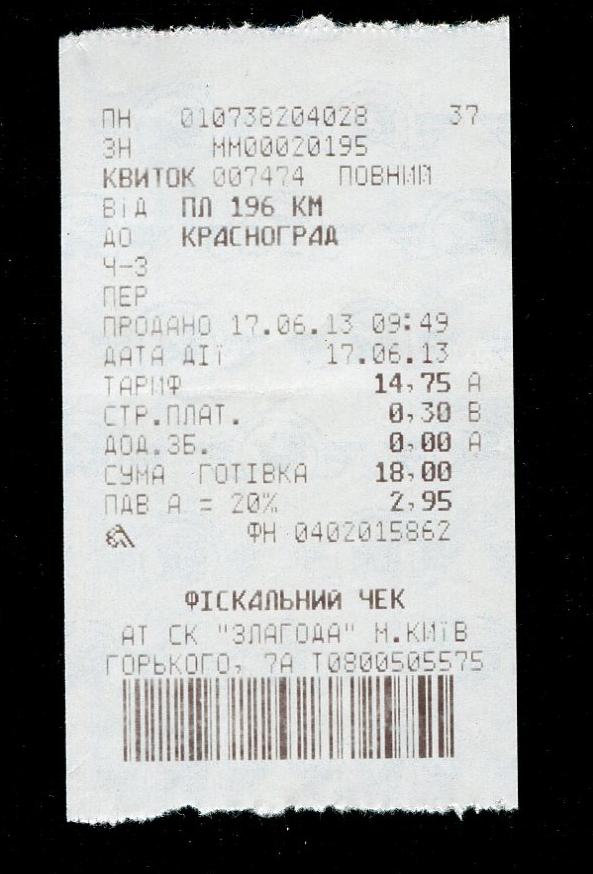 ПН 010738204028 37
ЗН ММ00020195
КВИТОК 007474 ПОВНИЙ
ВІД ПЛ 196 КМ
ДО КРАСНОГРАД
Ч-З
ПЕР
ПРОДАНО 17.06.13 09:49
ДАТА ДІЇ 17.06.13
ТАРИФ 14,75 А
СТР.ПЛАТ. 0,30 В
ДОД.ЗБ. 0,00 А
СУМА ГОТІВКА 18,00
ПДВ А = 20% 2,95
ФН 0402015862
ФІСКАЛЬНИЙ ЧЕК
АТ СК "ЗЛАГОДА" М.КИЇВ
ГОРЬКОГО, 7А Т0800505575